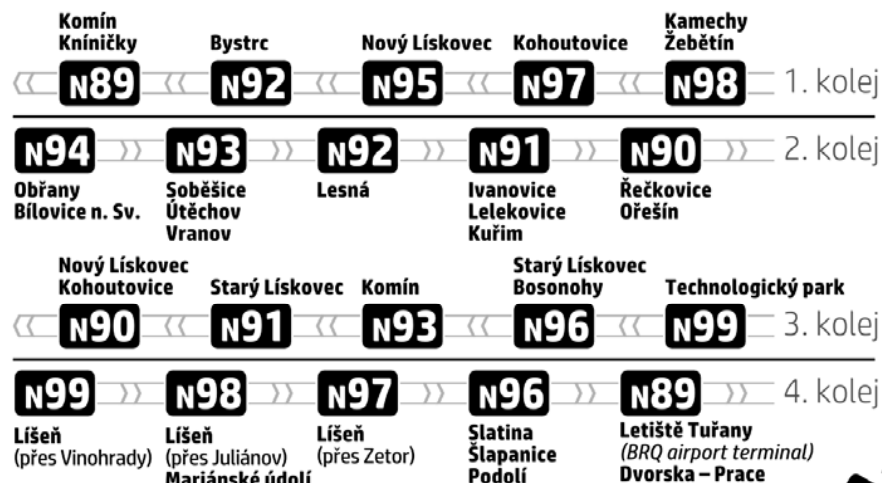 Komín Kníničky Bystrc Nový Lískovec Kohoutovice Kamechy Žebětín
N89 N92 N95 N97 N98 1. kolej
N94 N93 N92 N91 N90 2. kolej
Obřany Soběšice Lesná Ivanovice Řečkovice
Bílovice n. Sv. Útěchov Lelekovice Ořešín
Vranov Kuřim
Nový Lískovec Starý Lískovec
Kohoutovice Starý Lískovec Komín Bosonohy Technologický park
N90 N91 N93 N96 N99 3. kolej
N99 N98 N97 N96 N89 4. kolej
Líšeň Líšeň Líšeň Slatina Letiště Tuřany
(přes Vinohrady) (přes Juliánov) (přes Zetor) Šlapanice (BRQ airport terminal)
Mariánské údolí Podolí Dvorska – Prace